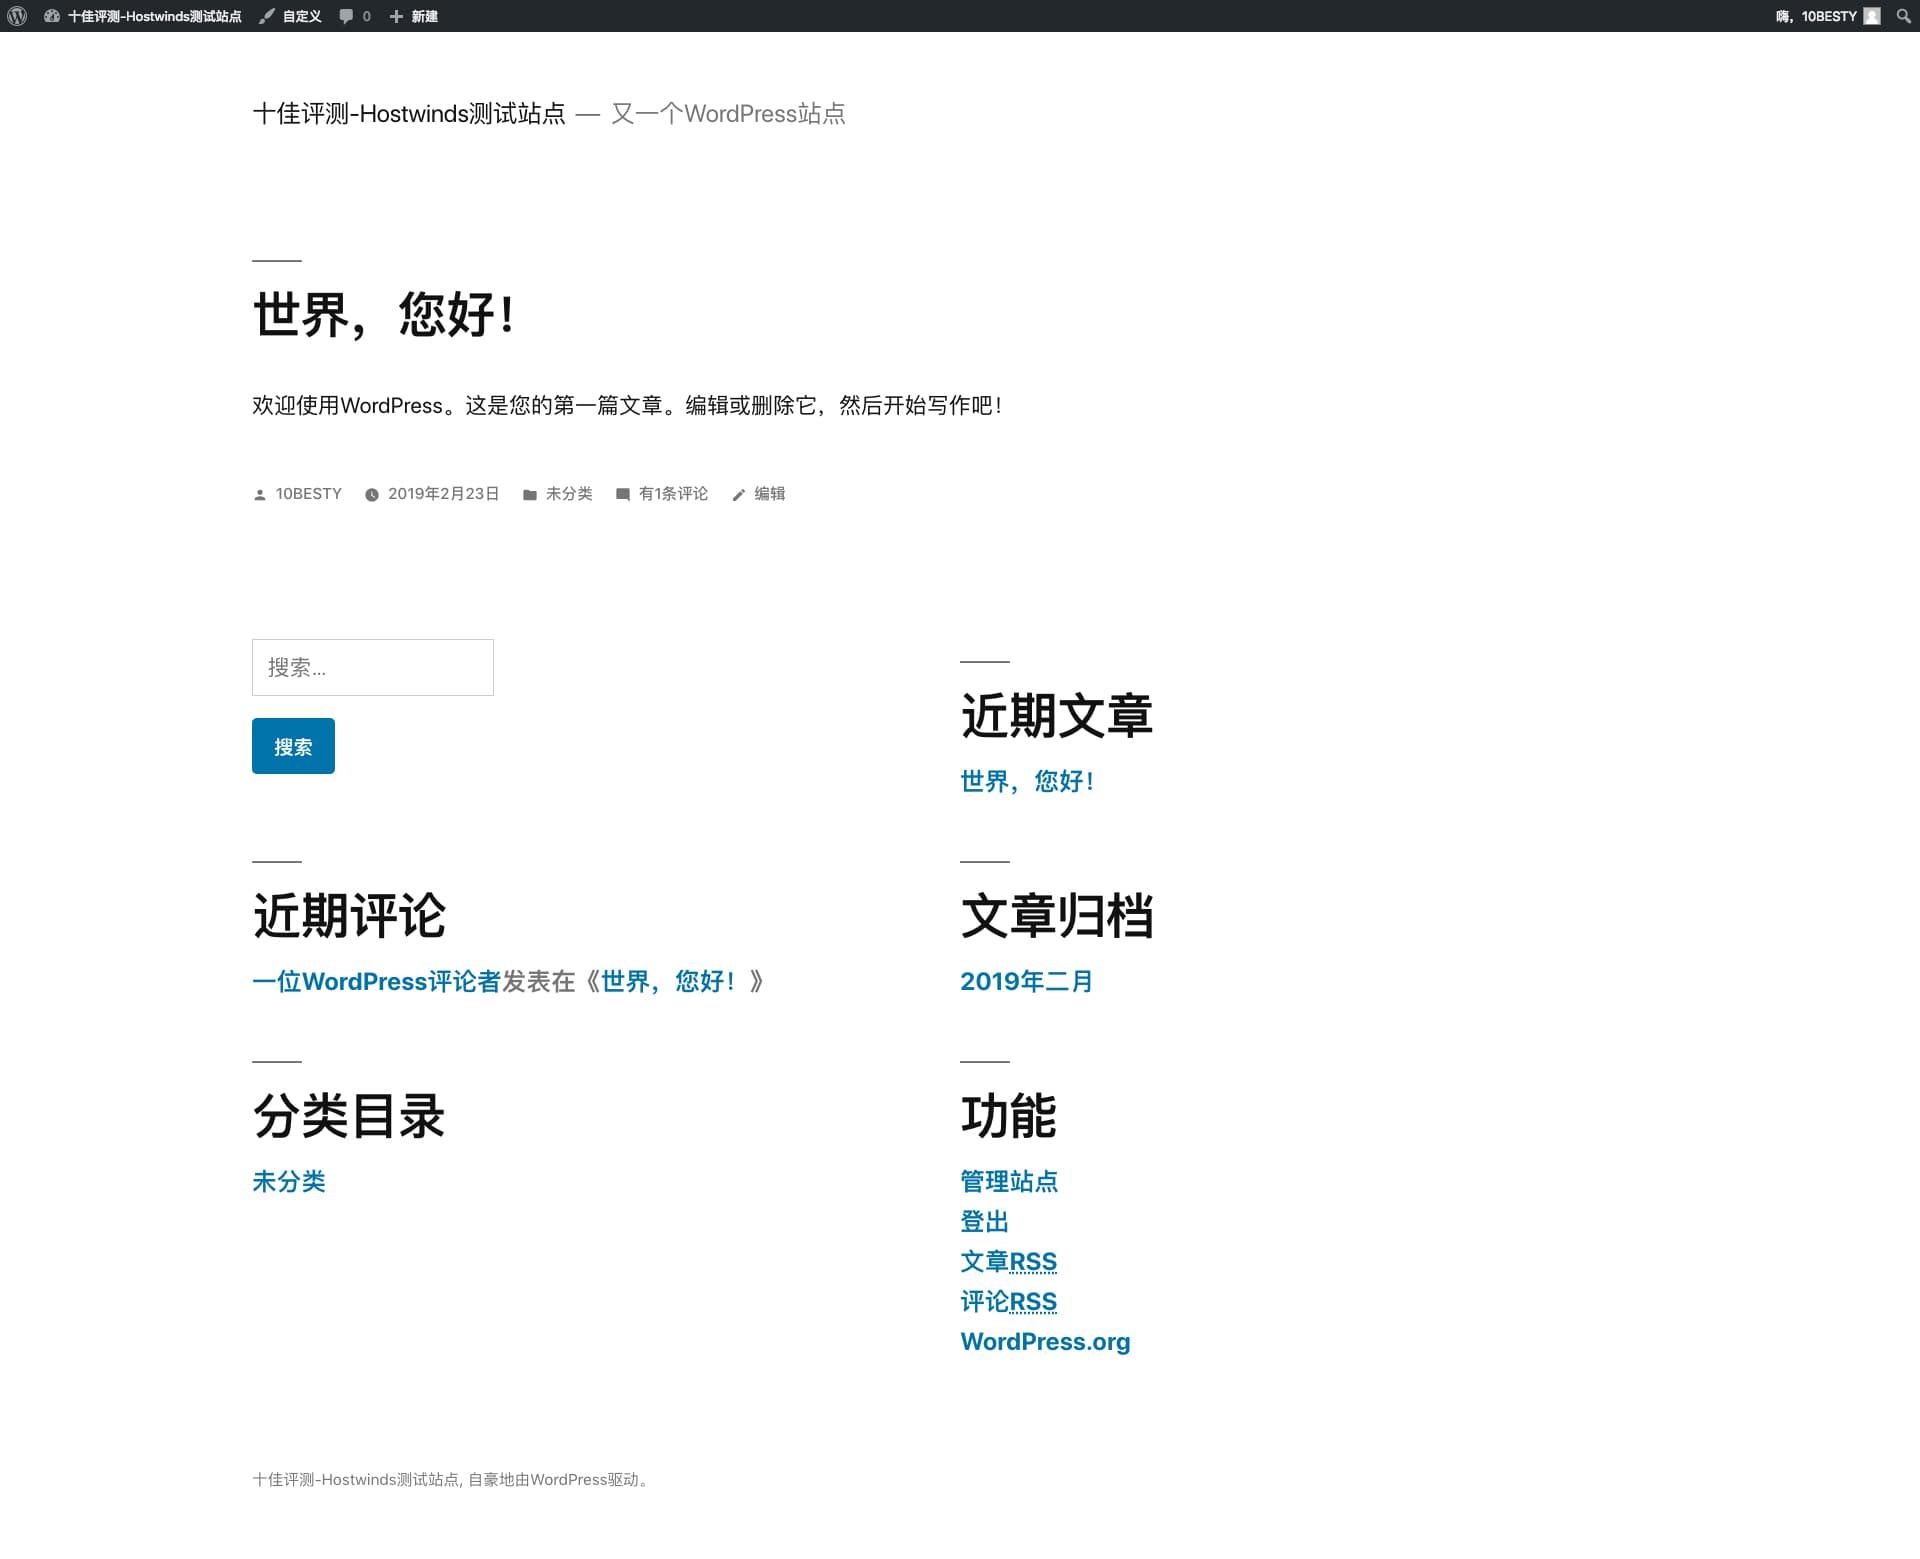 十佳评测-Hostwinds测试站点 自定义 0 新建 嗨，10BESTY
十佳评测-Hostwinds测试站点 — 又一个WordPress站点
世界，您好！
欢迎使用WordPress。这是您的第一篇文章。编辑或删除它，然后开始写作吧！
10BESTY 2019年2月23日 未分类 有1条评论 编辑
搜索…
搜索
近期文章
世界，您好！
近期评论
一位WordPress评论者发表在《世界，您好！》
文章归档
2019年二月
分类目录
未分类
功能
管理站点
登出
文章RSS
评论RSS
WordPress.org
十佳评测-Hostwinds测试站点, 自豪地由WordPress驱动。